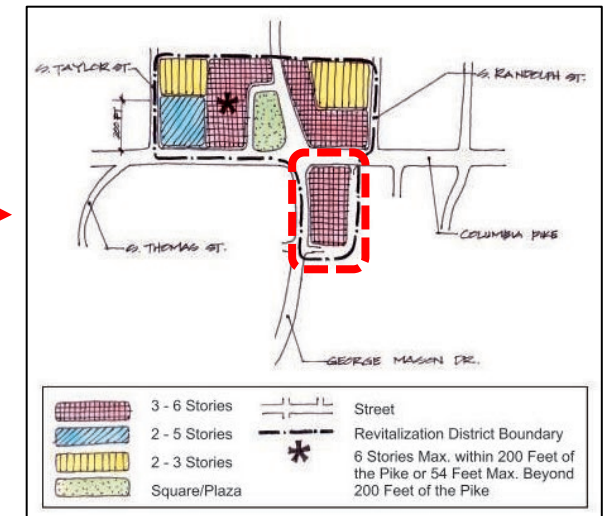 S. TAYLOR ST.
S. RANDOLPH ST.
200 FT
S. THOMAS ST.
COLUMBIA PIKE
GEORGE MASON DR.
3 - 6 Stories
2 - 5 Stories
2 - 3 Stories
Square/Plaza
Street
Revitalization District Boundary
6 Stories Max. within 200 Feet of
the Pike or 54 Feet Max. Beyond
200 Feet of the Pike